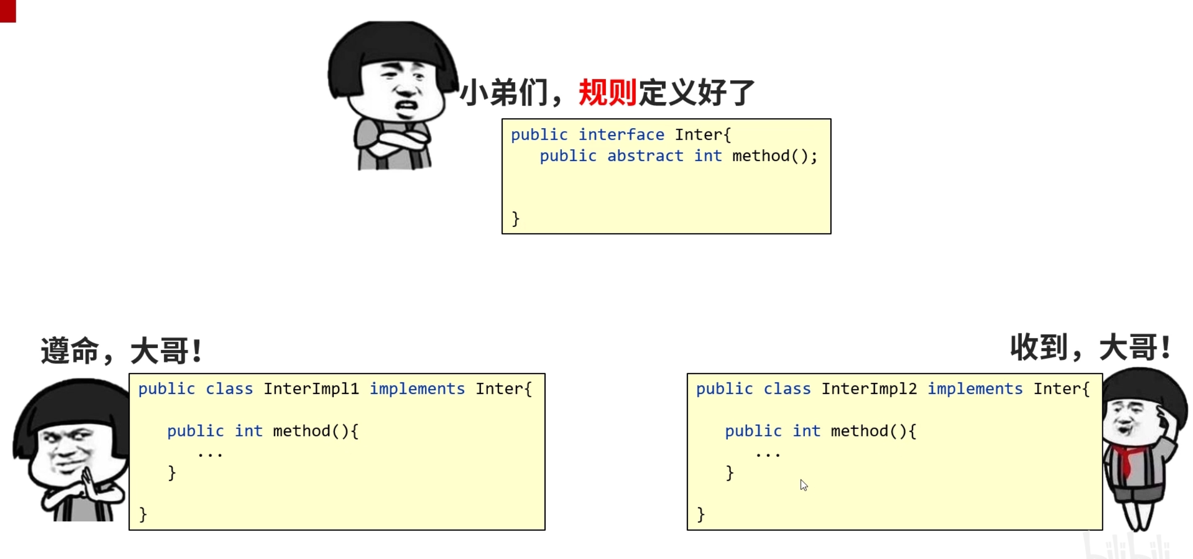 小弟们，规则定义好了
public interface Inter{
public abstract int method();
}
遵命，大哥！
收到，大哥！
public class InterImpl1 implements Inter{
public int method(){
...
}
}
public class InterImpl2 implements Inter{
public int method(){
...
}
}
bilibili